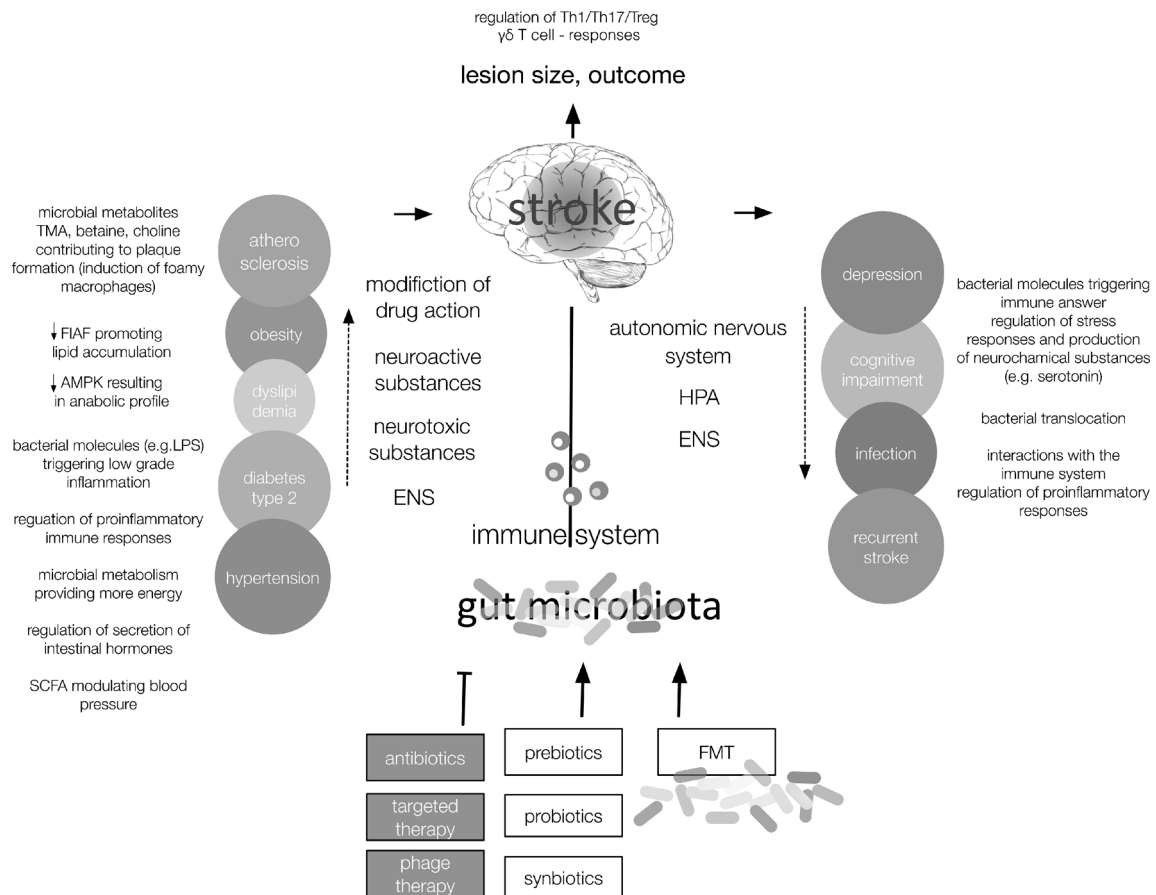 regulation of Th1/Th17/Treg
γδ T cell - responses
lesion size, outcome
stroke
microbial metabolites
TMA, betaine, choline
contributing to plaque
formation (induction of foamy
macrophages)
↓ FIAF promoting
lipid accumulation
↓ AMPK resulting
in anabolic profile
bacterial molecules (e.g.LPS)
triggering low grade
inflammation
reguation of proinflammatory
immune responses
microbial metabolism
providing more energy
regulation of secretion of
intestinal hormones
SCFA modulating blood
pressure
athero
sclerosis
obesity
dyslipi
demia
diabetes
type 2
hypertension
modifiction of
drug action
neuroactive
substances
neurotoxic
substances
ENS
autonomic nervous
system
HPA
ENS
depression
cognitive
impairment
infection
recurrent
stroke
bacterial molecules triggering
immune answer
regulation of stress
responses and production
of neurochamical substances
(e.g. serotonin)
bacterial translocation
interactions with the
immune system
regulation of proinflammatory
responses
immune system
gut microbiota
antibiotics
targeted
therapy
phage
therapy
prebiotics
probiotics
synbiotics
FMT